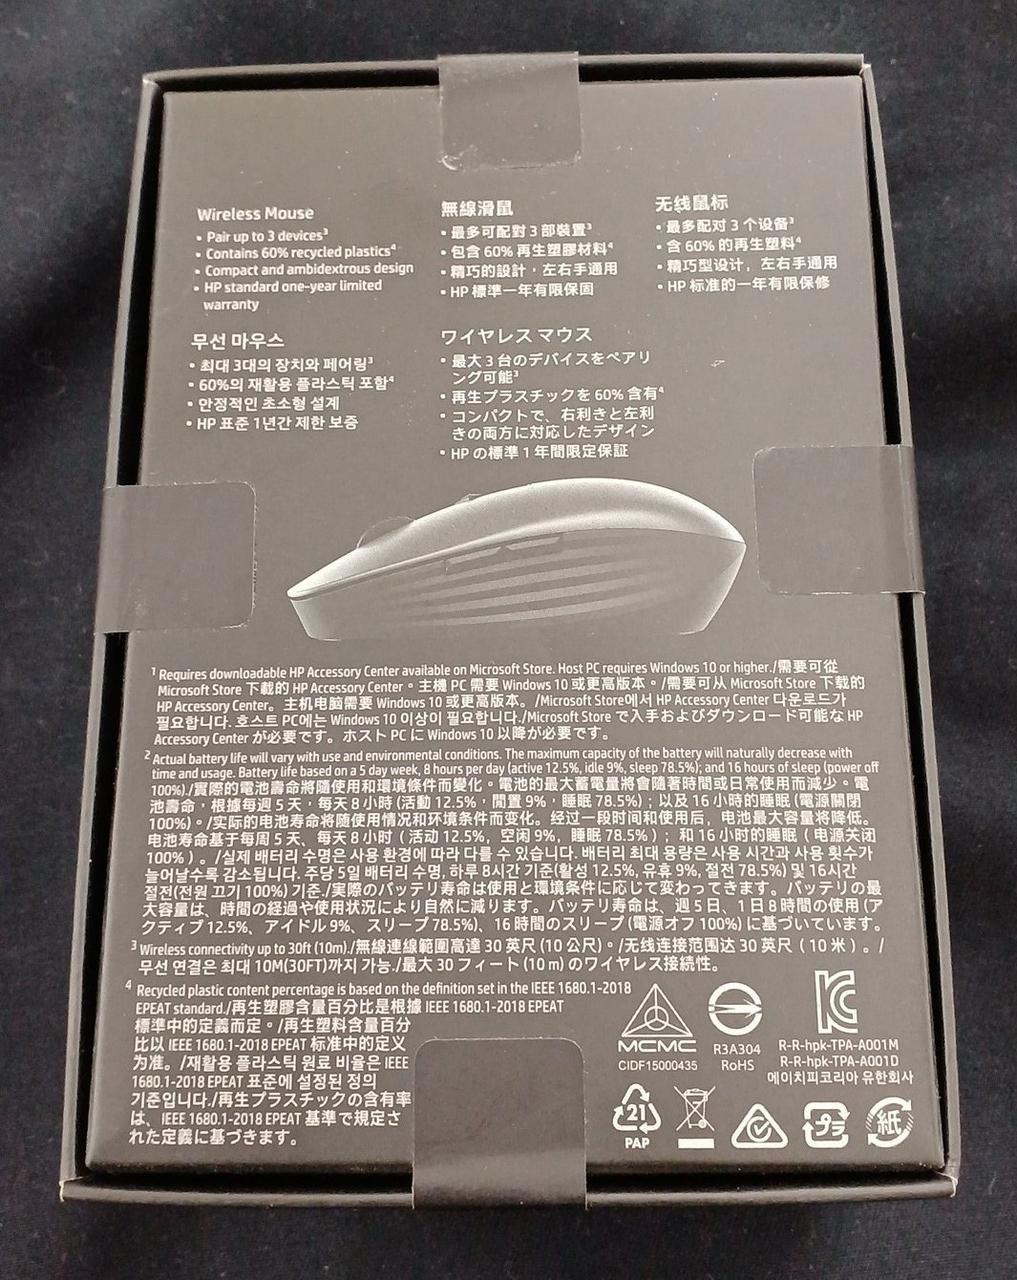 Wireless Mouse
• Pair up to 3 devices³
• Contains 60% recycled plastics⁴
• Compact and ambidextrous design
• HP standard one-year limited
warranty
無線滑鼠
• 最多可配對 3 部裝置³
• 包含 60% 再生塑膠材料⁴
• 精巧的設計，左右手通用
• HP 標準一年有限保固
无线鼠标
• 最多配对 3 个设备³
• 含 60% 的再生塑料⁴
• 精巧型设计，左右手通用
• HP 标准的一年有限保修
무선 마우스
• 최대 3대의 장치와 페어링³
• 60%의 재활용 플라스틱 포함⁴
• 안정적인 초소형 설계
• HP 표준 1년간 제한 보증
ワイヤレス マウス
• 最大 3 台のデバイスをペアリ
ング可能³
• 再生プラスチックを 60% 含有⁴
• コンパクトで、右利きと左利
きの両方に対応したデザイン
• HP の標準 1 年間限定保証
¹ Requires downloadable HP Accessory Center available on Microsoft Store. Host PC requires Windows 10 or higher./需要可從
Microsoft Store 下載的 HP Accessory Center。主機 PC 需要 Windows 10 或更高版本。/需要可从 Microsoft Store 下载的
HP Accessory Center。主机电脑需要 Windows 10 或更高版本。/Microsoft Store에서 HP Accessory Center 다운로드가
필요합니다. 호스트 PC에는 Windows 10 이상이 필요합니다./Microsoft Store で入手およびダウンロード可能な HP
Accessory Center が必要です。ホスト PC に Windows 10 以降が必要です。
² Actual battery life will vary with use and environmental conditions. The maximum capacity of the battery will naturally decrease with
time and usage. Battery life based on a 5 day week, 8 hours per day (active 12.5%, idle 9%, sleep 78.5%); and 16 hours of sleep (power off
100%)./實際的電池壽命將隨使用和環境條件而變化。電池的最大蓄電量將會隨著時間或日常使用而減少。電
池壽命，根據每週 5 天，每天 8 小時 (活動 12.5%，閒置 9%，睡眠 78.5%)；以及 16 小時的睡眠 (電源關閉
100%)。/实际的电池寿命将随使用情况和环境条件而变化。经过一段时间和使用后，电池最大容量将降低。
电池寿命基于每周 5 天、每天 8 小时（活动 12.5%，空闲 9%，睡眠 78.5%）；和 16 小时的睡眠（电源关闭
100%）。/실제 배터리 수명은 사용 환경에 따라 다를 수 있습니다. 배터리 최대 용량은 사용 시간과 사용 횟수가
늘어날수록 감소됩니다. 주당 5일 배터리 수명, 하루 8시간 기준(활성 12.5%, 유휴 9%, 절전 78.5%) 및 16시간
절전(전원 끄기 100%) 기준./実際のバッテリ寿命は使用と環境条件に応じて変わってきます。バッテリの最
大容量は、時間の経過や使用状況により自然に減ります。バッテリ寿命は、週 5 日、1 日 8 時間の使用 (ア
クティブ 12.5%、アイドル 9%、スリープ 78.5%)、16 時間のスリープ (電源オフ 100%) に基づいています。
³ Wireless connectivity up to 30ft (10m)./無線連線範圍高達 30 英尺 (10 公尺)。/无线连接范围达 30 英尺（10 米）。/
무선 연결은 최대 10M(30FT)까지 가능./最大 30 フィート (10 m) のワイヤレス接続性。
⁴ Recycled plastic content percentage is based on the definition set in the IEEE 1680.1-2018
EPEAT standard./再生塑膠含量百分比是根據 IEEE 1680.1-2018 EPEAT
標準中的定義而定。/再生塑料含量百分
比以 IEEE 1680.1-2018 EPEAT 标准中的定义
为准。/재활용 플라스틱 원료 비율은 IEEE
1680.1-2018 EPEAT 표준에 설정된 정의
기준입니다./再生プラスチックの含有率
は、IEEE 1680.1-2018 EPEAT 基準で規定さ
れた定義に基づきます。
MCMC
CIDF15000435
R3A304
RoHS
R-R-hpk-TPA-A001M
R-R-hpk-TPA-A001D
에이치피코리아 유한회사
21
PAP
プラ
紙